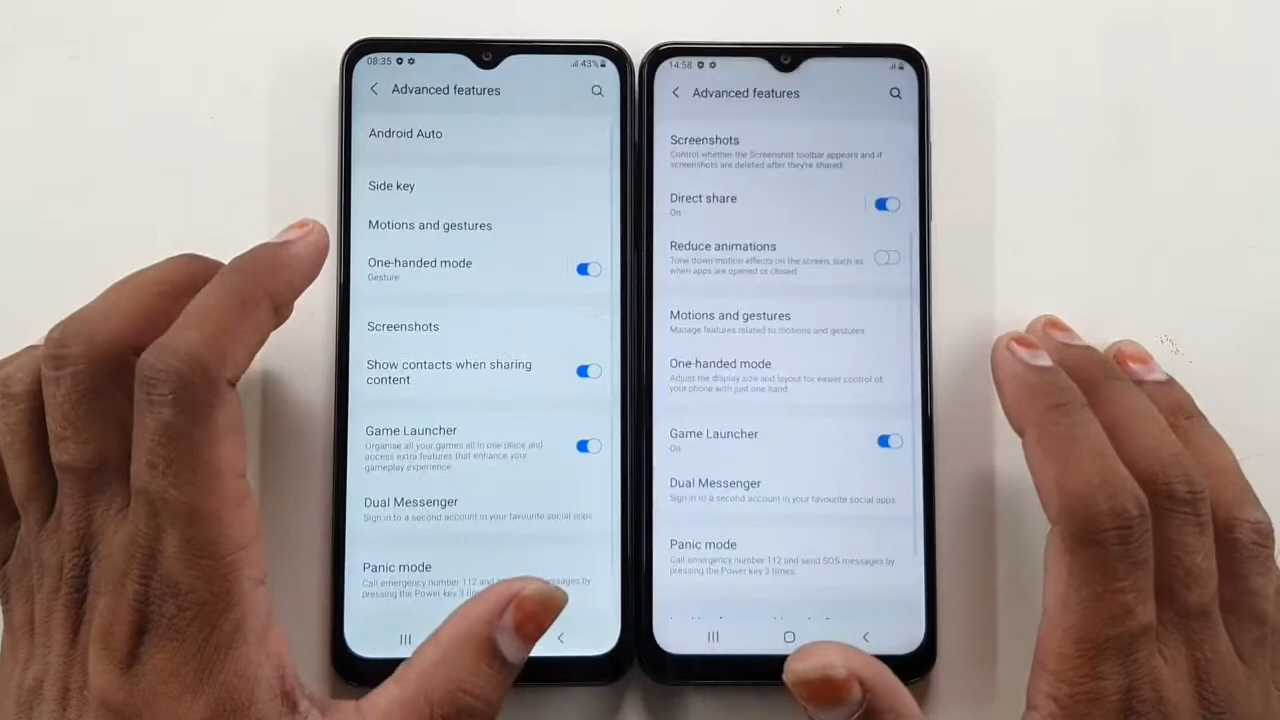 08:35
43%
Advanced features
Android Auto
Side key
Motions and gestures
One-handed mode
Gesture
Screenshots
Show contacts when sharing
content
Game Launcher
Organise all your games all in one place and
access extra features that enhance your
gameplay experience
Dual Messenger
Sign in to a second account in your favourite social apps
Panic mode
Call emergency number 112 and messages by
pressing the Power key 3
14:58
Advanced features
Screenshots
Control whether the Screenshot toolbar appears and if
screenshots are deleted after they're shared.
Direct share
On
Reduce animations
Tone down motion effects on the screen, such as
when apps are opened or closed.
Motions and gestures
Manage features related to motions and gestures.
One-handed mode
Adjust the display size and layout for easier control of
your phone with just one hand.
Game Launcher
On
Dual Messenger
Sign in to a second account in your favourite social apps.
Panic mode
Call emergency number 112 and send SOS messages by
pressing the Power key 3 times.